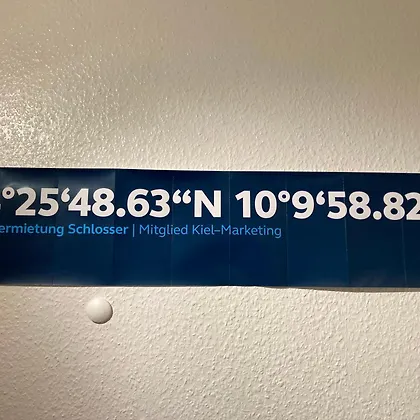 °25‘48.63“N 10°9‘58.82
ermietung Schlosser | Mitglied Kiel–Marketing